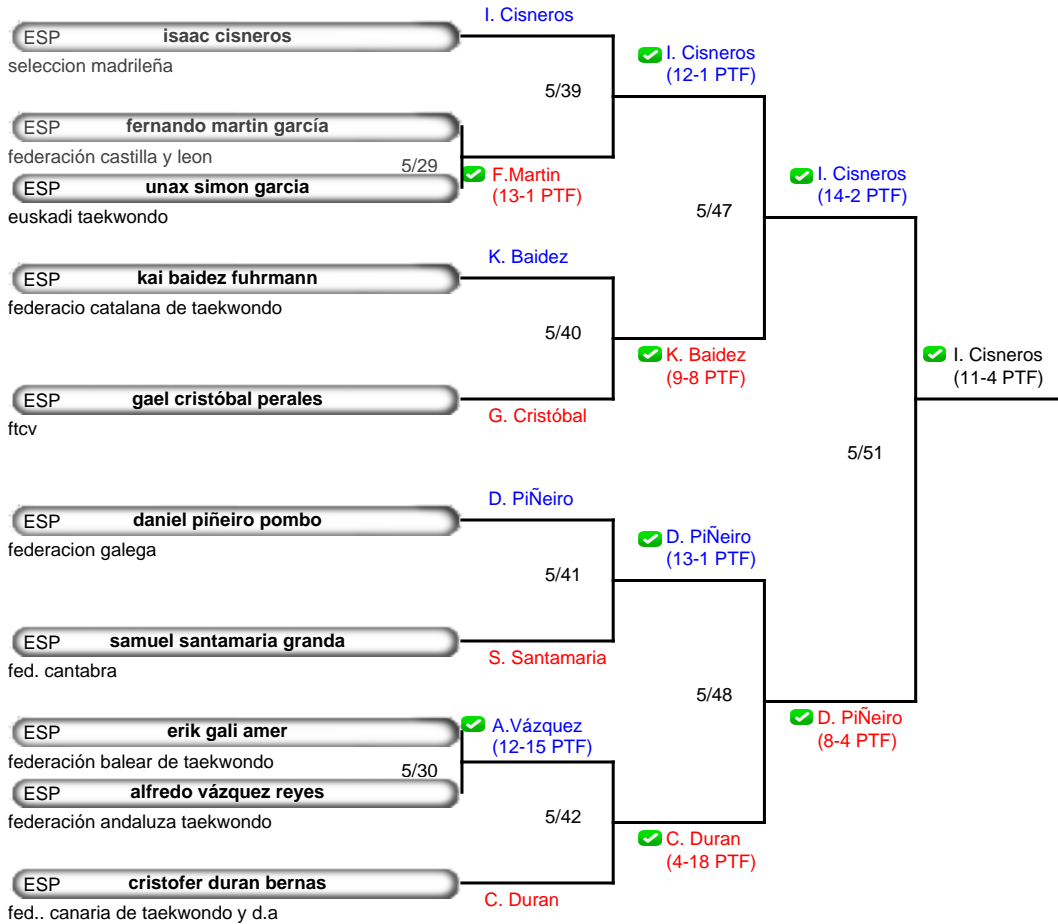 I. Cisneros
ESP isaac cisneros
seleccion madrileña
5/39
I. Cisneros
(12-1 PTF)
ESP fernando martin garcía
federación castilla y leon
5/29
F.Martin
(13-1 PTF)
ESP unax simon garcia
euskadi taekwondo
5/47
I. Cisneros
(14-2 PTF)
K. Baidez
ESP kai baidez fuhrmann
federacio catalana de taekwondo
5/40
K. Baidez
(9-8 PTF)
ESP gael cristóbal perales
G. Cristóbal
ftcv
5/51
I. Cisneros
(11-4 PTF)
D. PiÑeiro
ESP daniel piñeiro pombo
federacion galega
5/41
D. PiÑeiro
(13-1 PTF)
ESP samuel santamaria granda
S. Santamaria
fed. cantabra
5/48
D. PiÑeiro
(8-4 PTF)
ESP erik gali amer
federación balear de taekwondo
5/30
A.Vázquez
(12-15 PTF)
ESP alfredo vázquez reyes
federación andaluza taekwondo
5/42
C. Duran
(4-18 PTF)
ESP cristofer duran bernas
C. Duran
fed.. canaria de taekwondo y d.a